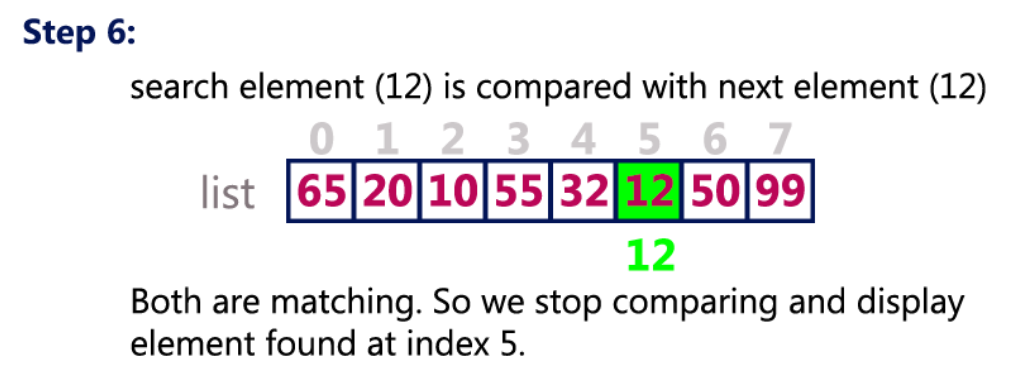 Step 6:
search element (12) is compared with next element (12)
0 1 2 3 4 5 6 7
list 65 20 10 55 32 12 50 99
12
Both are matching. So we stop comparing and display
element found at index 5.